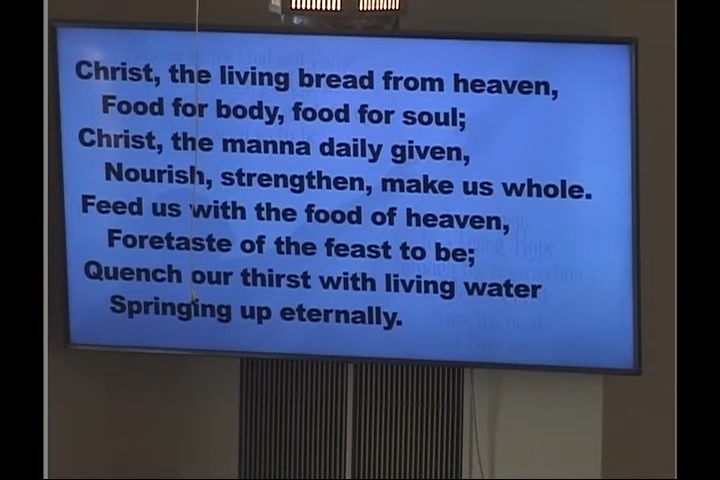 Christ, the living bread from heaven,
Food for body, food for soul;
Christ, the manna daily given,
Nourish, strengthen, make us whole.
Feed us with the food of heaven,
Foretaste of the feast to be;
Quench our thirst with living water
Springing up eternally.